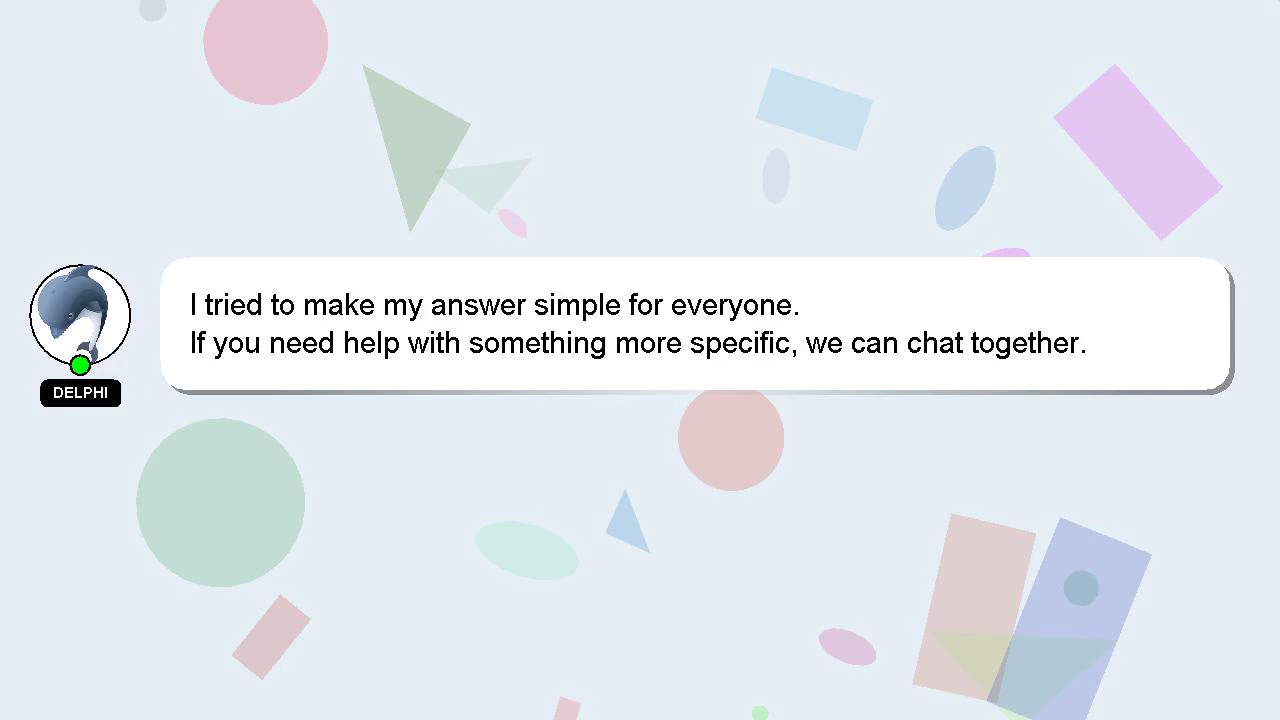 I tried to make my answer simple for everyone.
If you need help with something more specific, we can chat together.
DELPHI